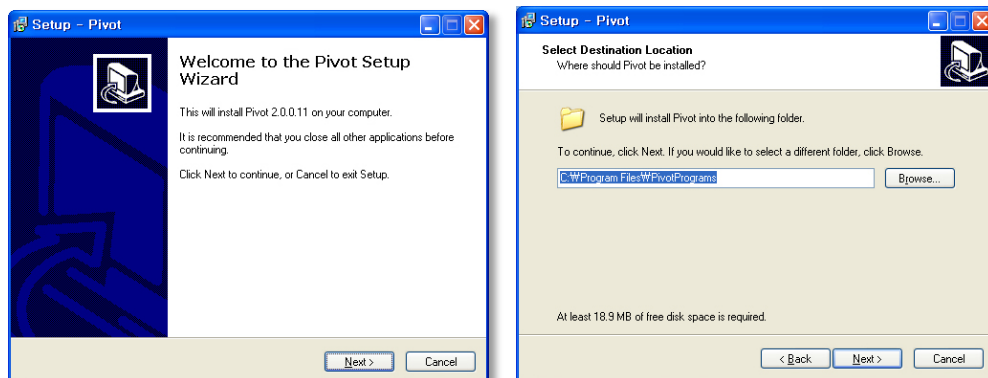 Setup - Pivot
Welcome to the Pivot Setup
Wizard
This will install Pivot 2.0.0.11 on your computer.
It is recommended that you close all other applications before
continuing.
Click Next to continue, or Cancel to exit Setup.
Next >
Cancel
Setup - Pivot
Select Destination Location
Where should Pivot be installed?
Setup will install Pivot into the following folder.
To continue, click Next. If you would like to select a different folder, click Browse.
C:₩Program Files₩PivotPrograms
Browse...
At least 18.9 MB of free disk space is required.
< Back
Next >
Cancel